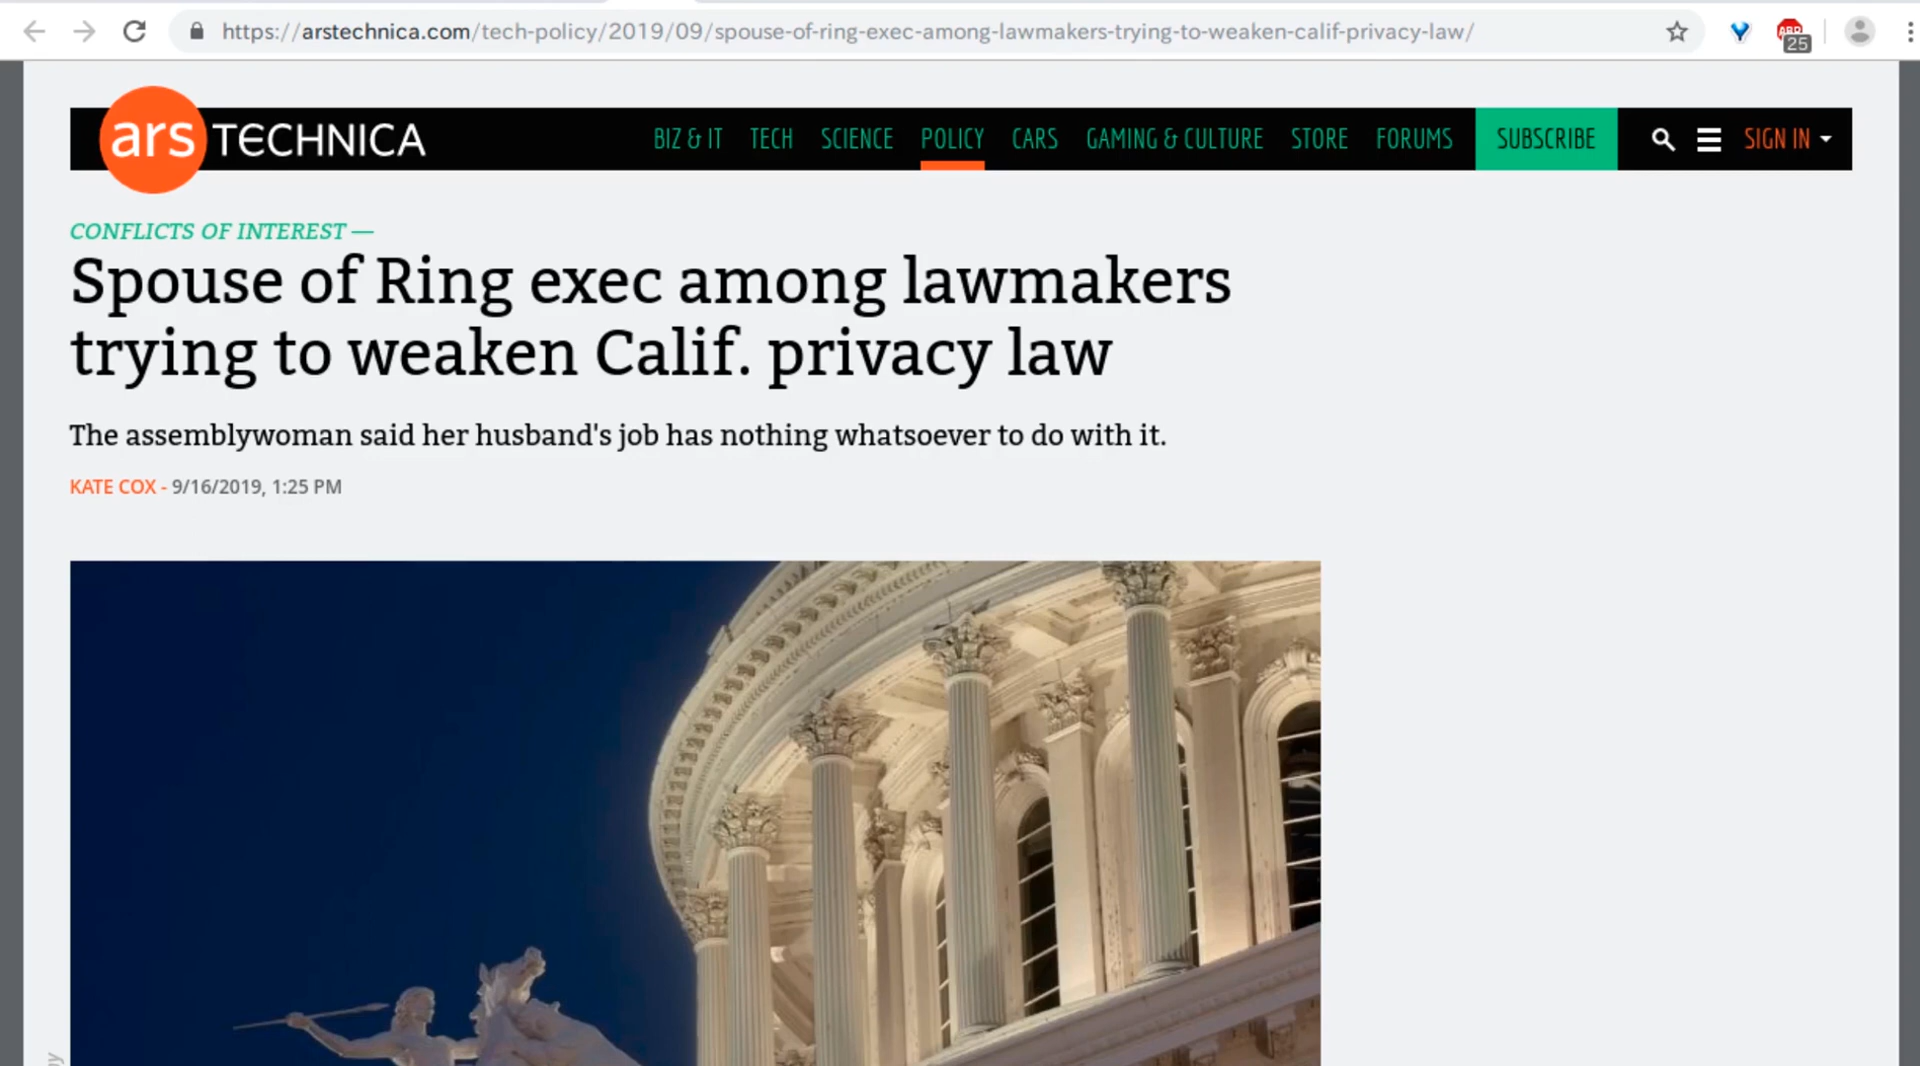 https://arstechnica.com/tech-policy/2019/09/spouse-of-ring-exec-among-lawmakers-trying-to-weaken-calif-privacy-law/
ABP
25
ars TECHNICA
BIZ & IT TECH SCIENCE POLICY CARS GAMING & CULTURE STORE FORUMS SUBSCRIBE SIGN IN
CONFLICTS OF INTEREST —
Spouse of Ring exec among lawmakers
trying to weaken Calif. privacy law
The assemblywoman said her husband's job has nothing whatsoever to do with it.
KATE COX - 9/16/2019, 1:25 PM